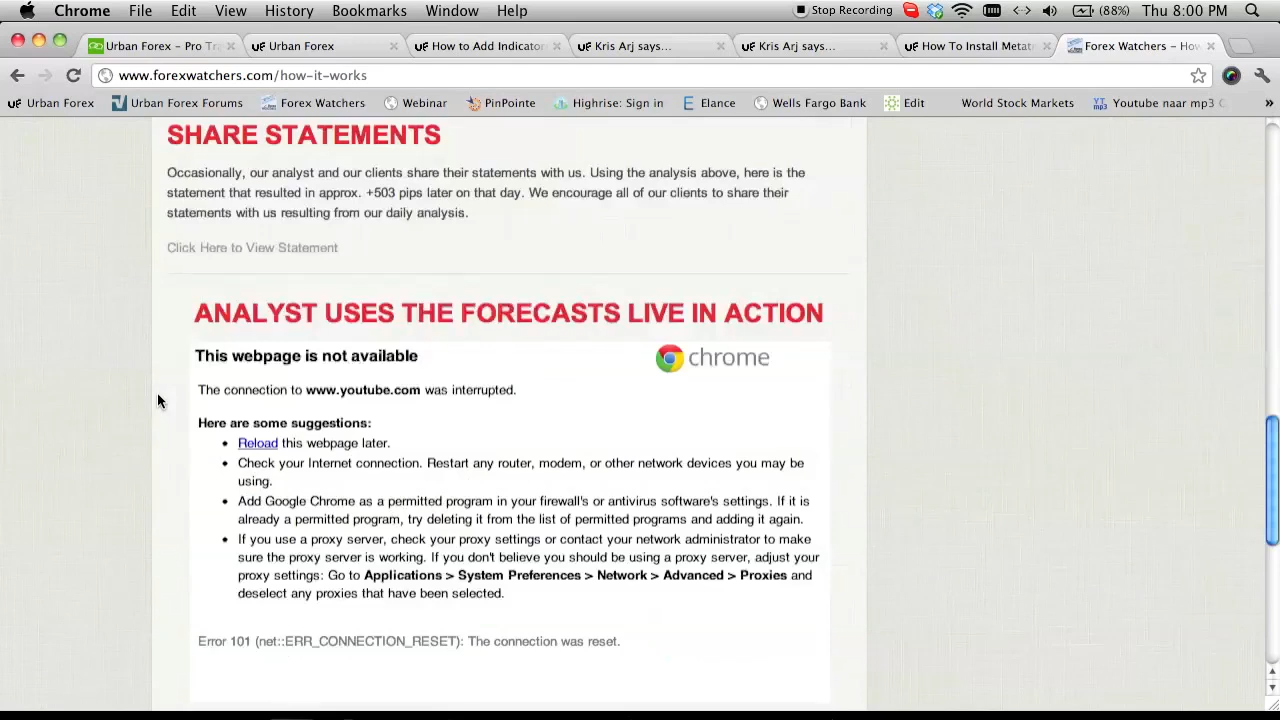 Chrome File Edit View History Bookmarks Window Help Stop Recording (88%) Thu 8:00 PM
Urban Forex - Pro Tra Urban Forex How to Add Indicator Kris Arj says... Kris Arj says... How To Install Metat Forex Watchers – How
www.forexwatchers.com/how-it-works
Urban Forex Urban Forex Forums Forex Watchers Webinar PinPointe Highrise: Sign in Elance Wells Fargo Bank Edit World Stock Markets Youtube naar mp3 C »
SHARE STATEMENTS
Occasionally, our analyst and our clients share their statements with us. Using the analysis above, here is the
statement that resulted in approx. +503 pips later on that day. We encourage all of our clients to share their
statements with us resulting from our daily analysis.
Click Here to View Statement
ANALYST USES THE FORECASTS LIVE IN ACTION
This webpage is not available chrome
The connection to www.youtube.com was interrupted.
Here are some suggestions:
• Reload this webpage later.
• Check your Internet connection. Restart any router, modem, or other network devices you may be
using.
• Add Google Chrome as a permitted program in your firewall's or antivirus software's settings. If it is
already a permitted program, try deleting it from the list of permitted programs and adding it again.
• If you use a proxy server, check your proxy settings or contact your network administrator to make
sure the proxy server is working. If you don't believe you should be using a proxy server, adjust your
proxy settings: Go to Applications > System Preferences > Network > Advanced > Proxies and
deselect any proxies that have been selected.
Error 101 (net::ERR_CONNECTION_RESET): The connection was reset.